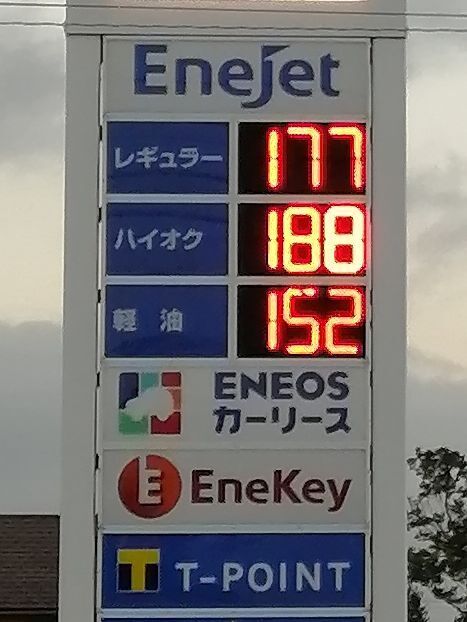 EneJet
レギュラー 177
ハイオク 188
軽油 152
ENEOS
カーリース
E EneKey
T T-POINT